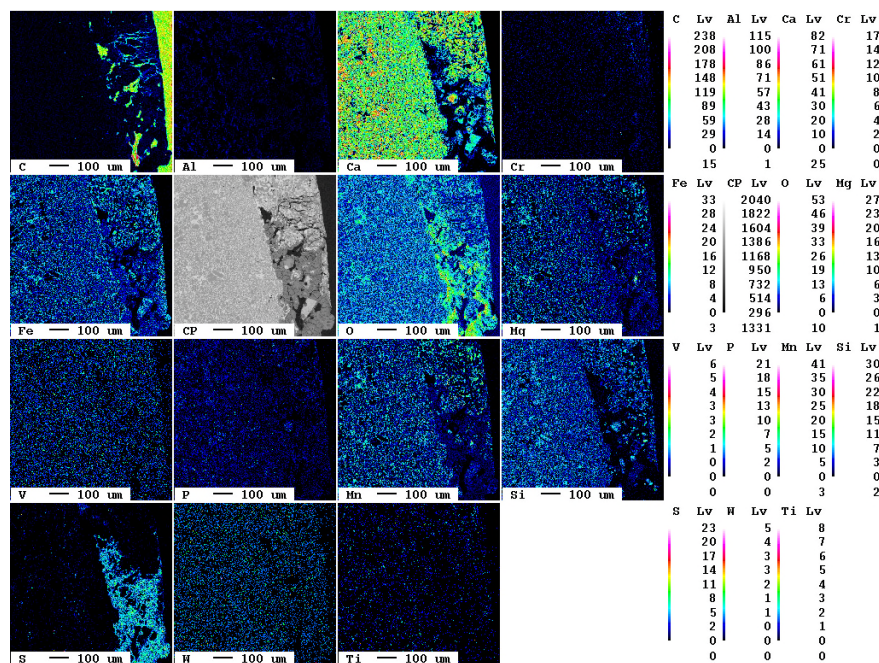 C 100 um Al 100 um Ca 100 um Cr 100 um
C Lv Al Lv Ca Lv Cr Lv
238 115 82 17
208 100 71 14
178 86 61 12
148 71 51 10
119 57 41 8
89 43 30 6
59 28 20 4
29 14 10 2
0 0 0 0
15 1 25 0
Fe 100 um CP 100 um O 100 um Mg 100 um
Fe Lv CP Lv O Lv Mg Lv
33 2040 53 27
28 1822 46 23
24 1604 39 20
20 1386 33 16
16 1168 26 13
12 950 19 10
8 732 13 6
4 514 6 3
0 296 0 0
3 1331 10 1
V 100 um P 100 um Mn 100 um Si 100 um
V Lv P Lv Mn Lv Si Lv
6 21 41 30
5 18 35 26
4 15 30 22
3 13 25 18
3 10 20 15
2 7 15 11
1 5 10 7
0 2 5 3
0 0 0 0
0 0 3 2
S 100 um W 100 um Ti 100 um
S Lv W Lv Ti Lv
23 5 8
20 4 7
17 3 6
14 3 5
11 2 4
8 1 3
5 1 2
2 0 1
0 0 0
0 0 0